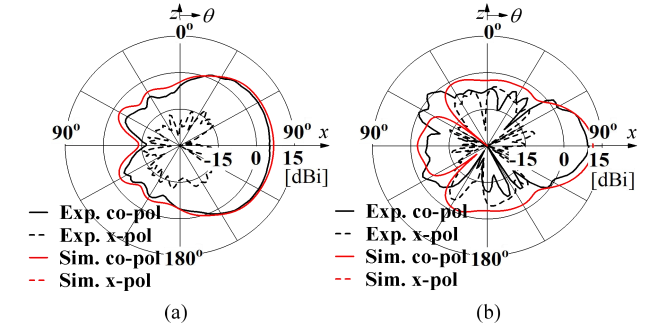 z θ z θ
0° 0°
90° 90° x 90° 90° x
-15 0 15 -15 0 15
[dBi] [dBi]
Exp. co-pol Exp. co-pol
Exp. x-pol Exp. x-pol
Sim. co-pol 180° Sim. co-pol 180°
Sim. x-pol Sim. x-pol
(a) (b)